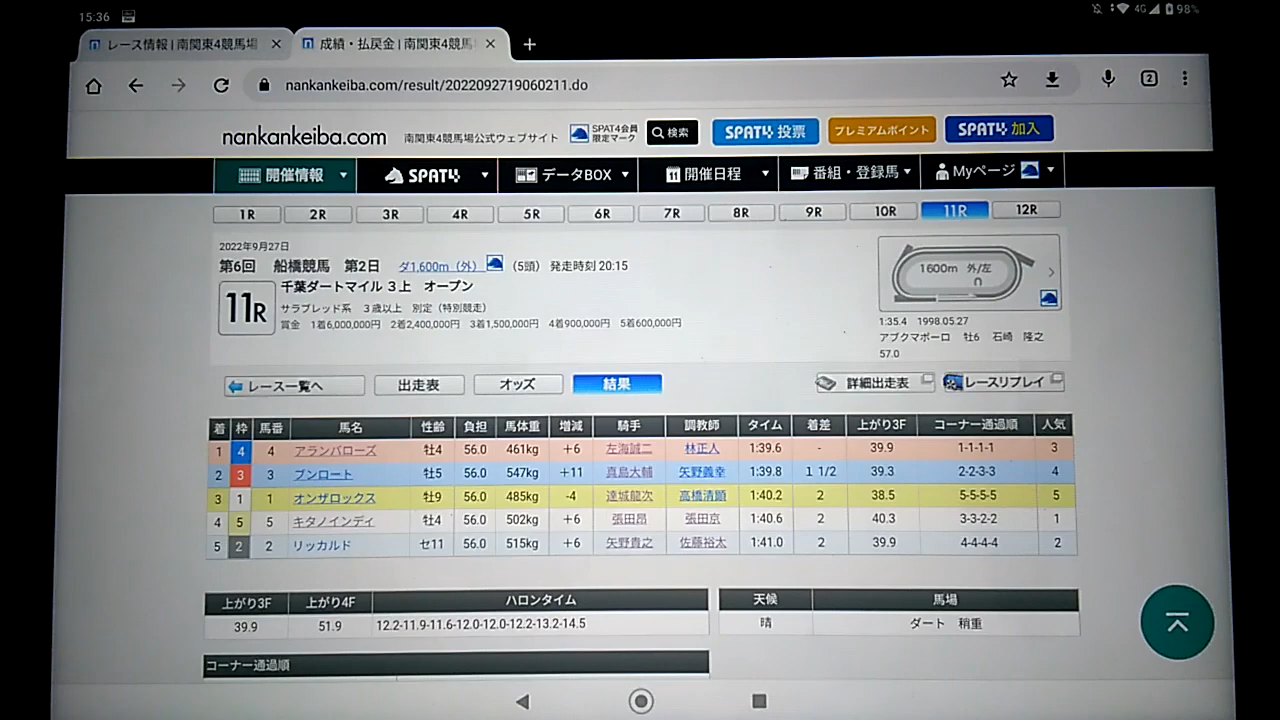 15:36
4G 98%
レース情報 | 南関東4競馬場 ×
成績・払戻金 | 南関東4競馬 × +
nankankeiba.com/result/2022092719060211.do
2
nankankeiba.com 南関東4競馬場公式ウェブサイト SPAT4会員 限定マーク 検索 SPAT4 投票 プレミアムポイント SPAT4 加入
開催情報 SPAT4 データBOX 開催日程 番組・登録馬 Myページ
1R 2R 3R 4R 5R 6R 7R 8R 9R 10R 11R 12R
2022年9月27日
第6回 船橋競馬 第2日 ダ1,600m（外） (5頭) 発走時刻 20:15
11R
千葉ダートマイル 3上 オープン
サラブレッド系 3歳以上 別定（特別競走）
賞金 1着6,000,000円 2着2,400,000円 3着1,500,000円 4着900,000円 5着600,000円
1600m 外/左
1:35.4 1998.05.27
アブクマポーロ 牡6 石崎 隆之
57.0
レース一覧へ 出走表 オッズ 結果 詳細出走表 レースリプレイ
着 枠 馬番 馬名 性齢 負担 馬体重 増減 騎手 調教師 タイム 着差 上がり3F コーナー通過順 人気
1 4 4 アランバローズ 牡4 56.0 461kg +6 左海誠二 林正人 1:39.6 - 39.9 1-1-1-1 3
2 3 3 ブンロート 牡5 56.0 547kg +11 真島大輔 矢野義幸 1:39.8 1 1/2 39.3 2-2-3-3 4
3 1 1 オンザロックス 牡9 56.0 485kg -4 達城龍次 高橋清顕 1:40.2 2 38.5 5-5-5-5 5
4 5 5 キタノインディ 牡4 56.0 502kg +6 張田昂 張田京 1:40.6 2 40.3 3-3-2-2 1
5 2 2 リッカルド セ11 56.0 515kg +6 矢野貴之 佐藤裕太 1:41.0 2 39.9 4-4-4-4 2
上がり3F 上がり4F ハロンタイム
39.9 51.9 12.2-11.9-11.6-12.0-12.0-12.2-13.2-14.5
天候 馬場
晴 ダート 稍重
コーナー通過順